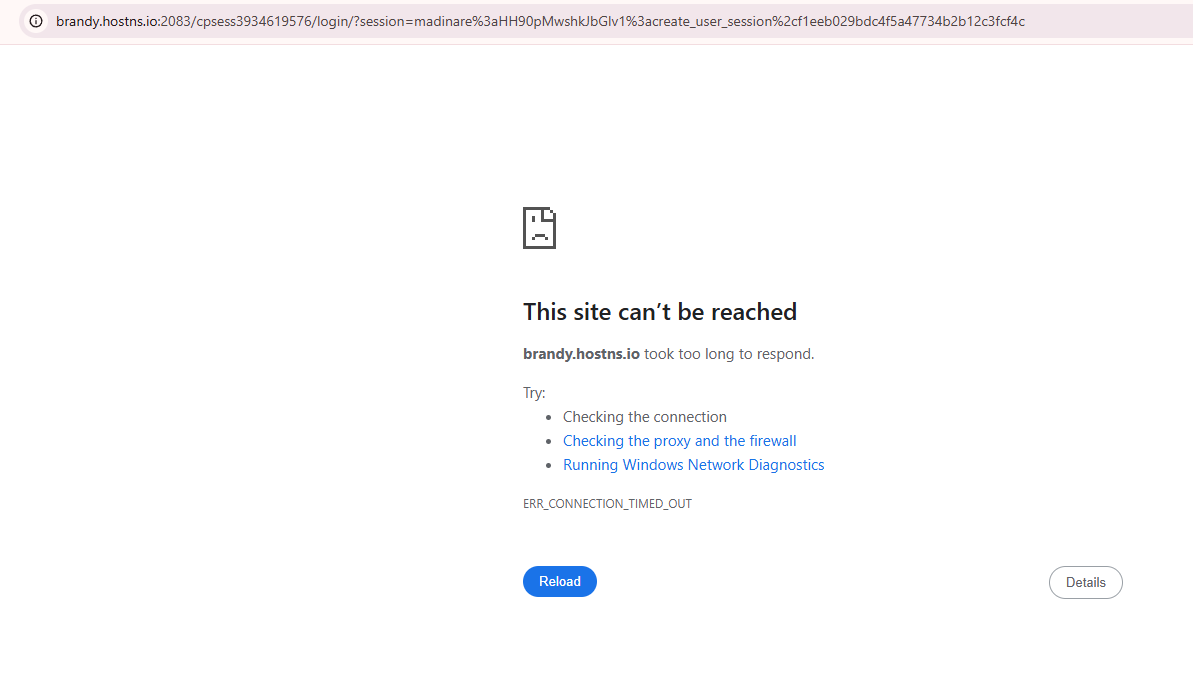 brandy.hostns.io:2083/cpsess3934619576/login/?session=madinare%3aHH90pMwshkJbGlv1%3acreate_user_session%2cf1eeb029bdc4f5a47734b2b12c3fcf4c
This site can’t be reached
brandy.hostns.io took too long to respond.
Try:
Checking the connection
Checking the proxy and the firewall
Running Windows Network Diagnostics
ERR_CONNECTION_TIMED_OUT
Reload
Details